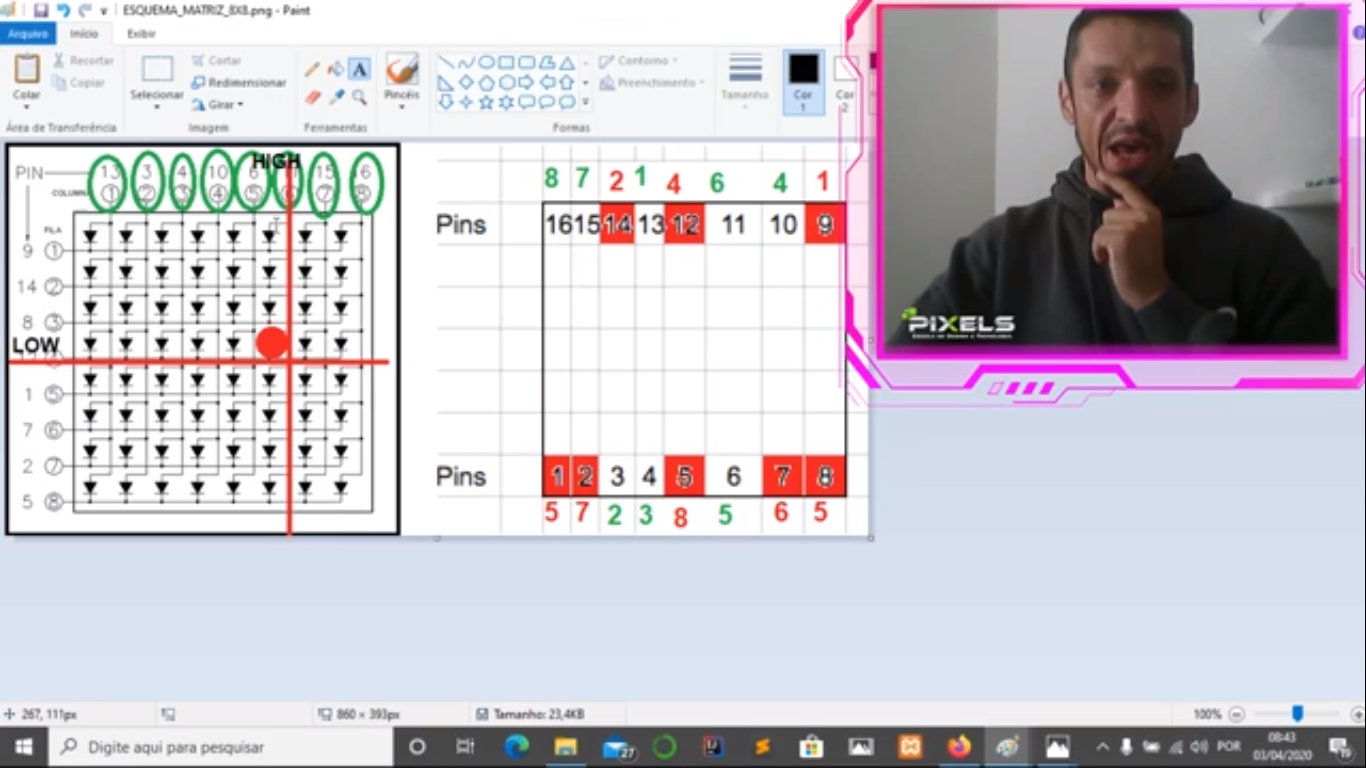 ESQUEMA_MATRIZ_8X8.png - Paint
Arquivo Início Exibir
Colar
Recortar
Copiar
Área de Transferência
Selecionar
Cortar
Redimensionar
Girar
Imagem
Ferramentas
Pincéis
Formas
Contorno
Preenchimento
Tamanho
Cor 1
Cor 2
HIGH
PIN 13 3 4 10 6 15 16
COLUMN 1 2 3 4 5 6 7 8
FILA
9 1
14 2
8 3
LOW
1 5
7 6
2 7
5 8
8 7 2 1 4 6 4 1
Pins 16 15 14 13 12 11 10 9
Pins 1 2 3 4 5 6 7 8
5 7 2 3 8 5 6 5
PIXELS
267, 111px
860 × 393px
Tamanho: 23,4KB
100%
Digite aqui para pesquisar
27
POR
08:43
03/04/2020